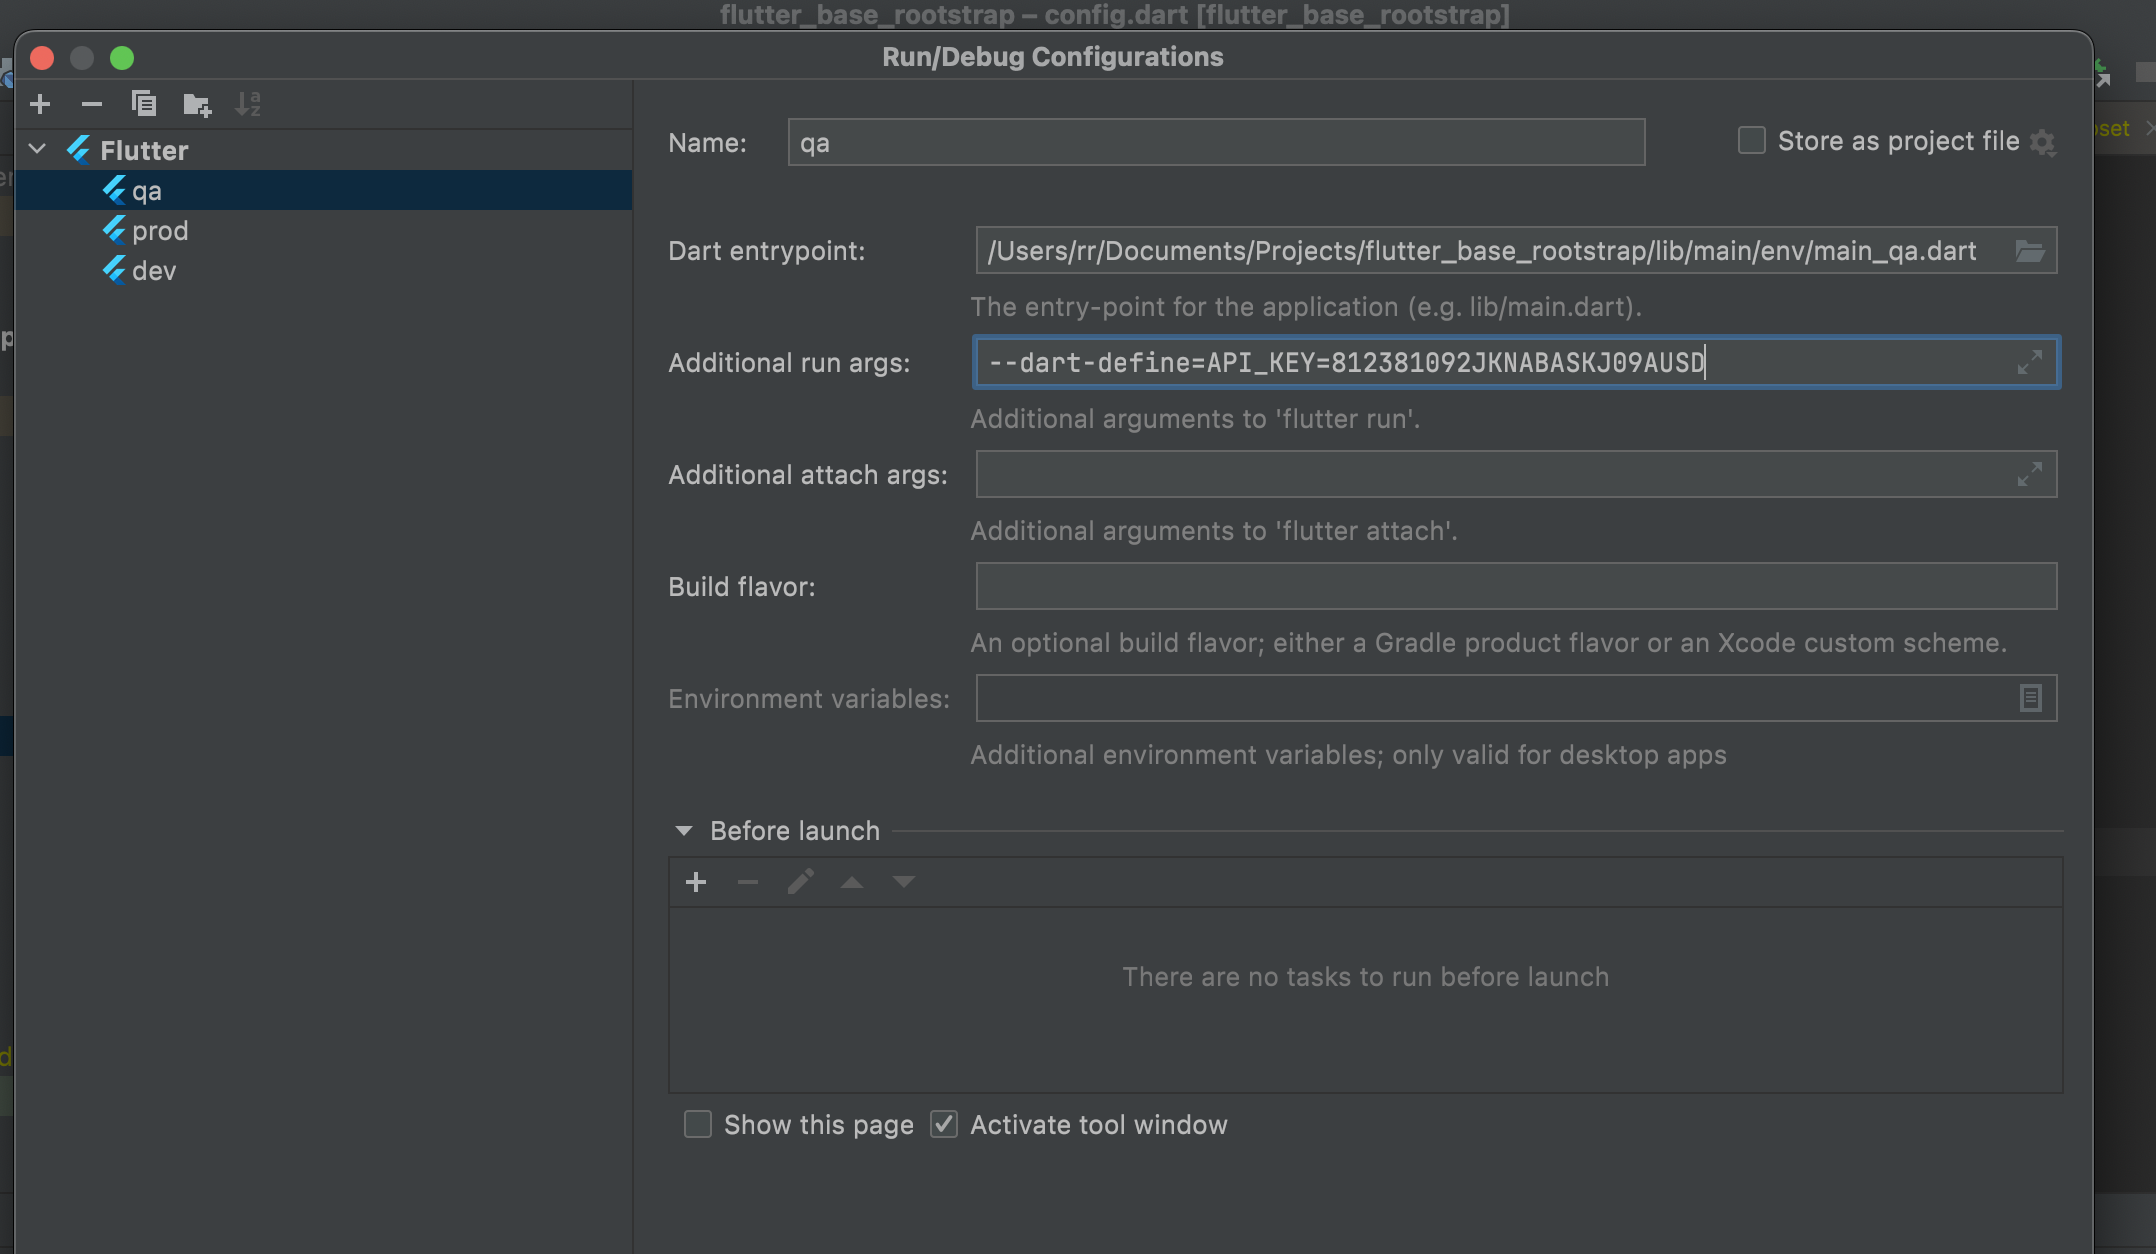 flutter_base_rootstrap – config.dart [flutter_base_rootstrap]
Run/Debug Configurations
Flutter
qa
prod
dev
Name: qa
Store as project file
Dart entrypoint: /Users/rr/Documents/Projects/flutter_base_rootstrap/lib/main/env/main_qa.dart
The entry-point for the application (e.g. lib/main.dart).
Additional run args: --dart-define=API_KEY=812381092JKNABASKJ09AUSD
Additional arguments to 'flutter run'.
Additional attach args:
Additional arguments to 'flutter attach'.
Build flavor:
An optional build flavor; either a Gradle product flavor or an Xcode custom scheme.
Environment variables:
Additional environment variables; only valid for desktop apps
Before launch
There are no tasks to run before launch
Show this page
Activate tool window